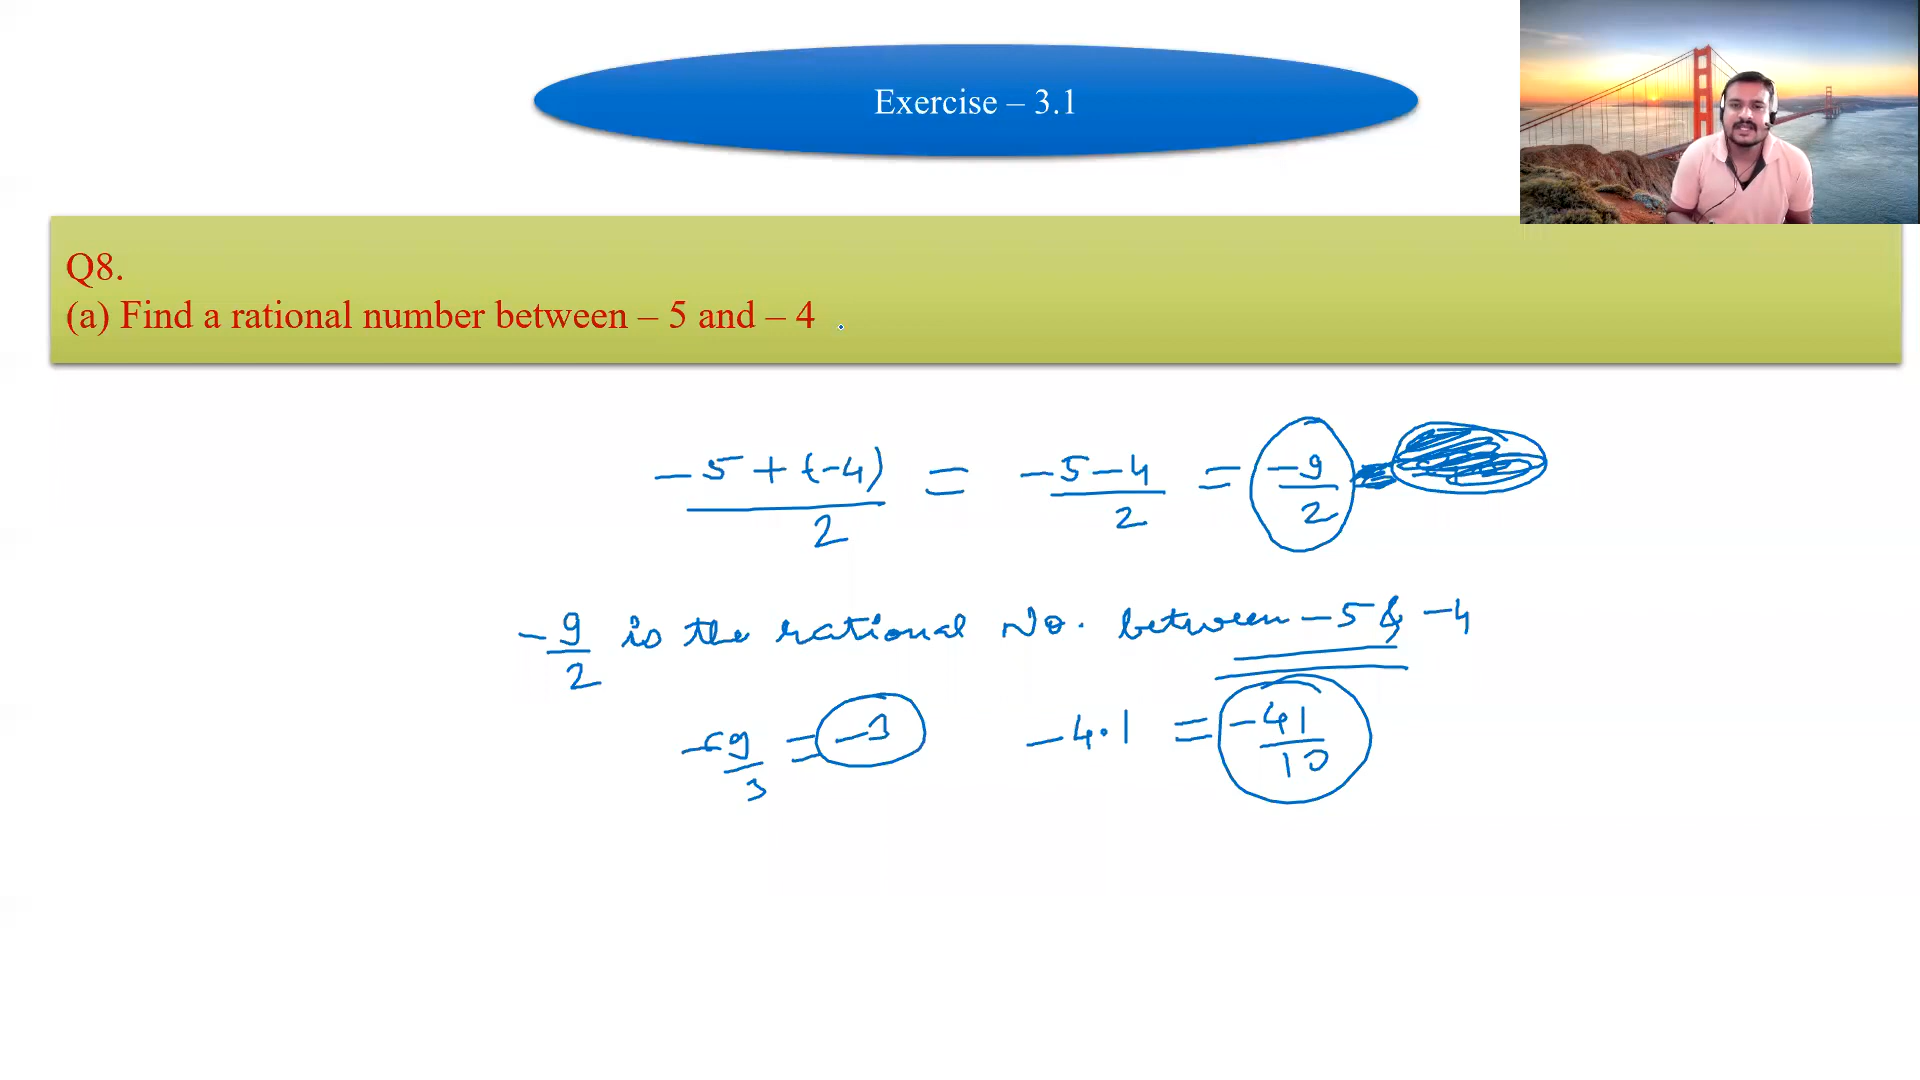 Exercise – 3.1
Q8.
(a) Find a rational number between – 5 and – 4
-5+(-4)/2 = -5-4/2 = -9/2
-9/2 is the rational No. between -5 & -4
-9/3 = -3 -4.1 = -41/10